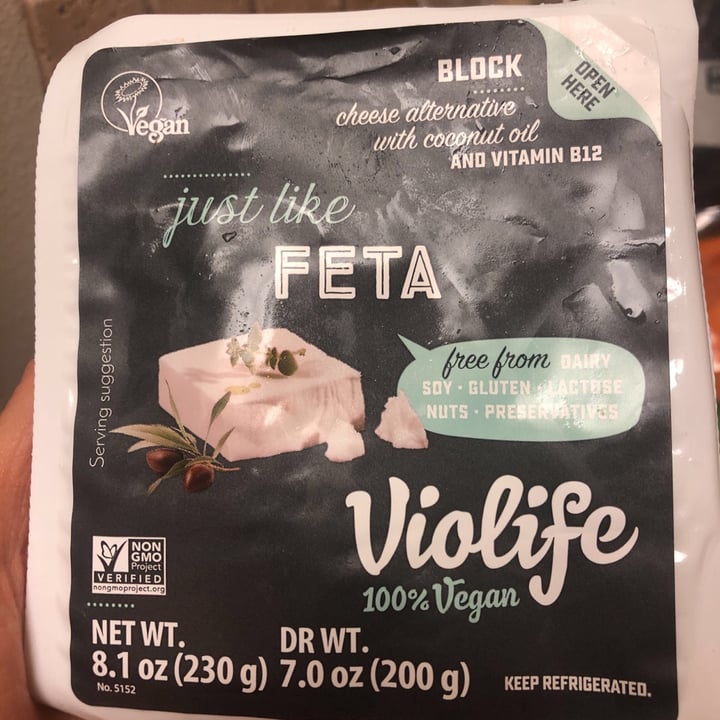 Vegan
BLOCK
OPEN
HERE
cheese alternative
with coconut oil
AND VITAMIN B12
just like
FETA
Serving suggestion
free from DAIRY
SOY · GLUTEN · LACTOSE
NUTS · PRESERVATIVES
Violife
100% Vegan
NON
GMO
Project
VERIFIED
nongmoproject.org
NET WT.
8.1 oz (230 g)
No. 5152
DR WT.
7.0 oz (200 g)
KEEP REFRIGERATED.